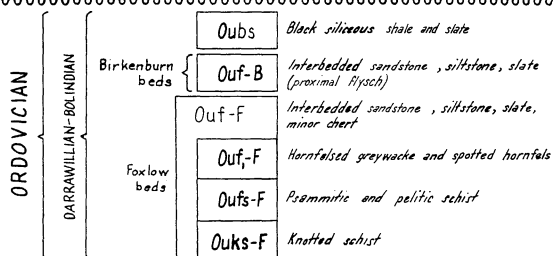 ORDOVICIAN
DARRAWILLIAN-BOLINDIAN
Oubs Black siliceous shale and slate
Birkenburn beds Ouf-B Interbedded sandstone , siltstone, slate
(proximal flysch)
Foxlow beds
Ouf-F Interbedded sandstone , siltstone, slate,
minor chert
Ouf,-F Hornfelsed greywacke and spotted hornfels
Oufs-F Psammitic and pelitic schist
Ouks-F Knotted schist